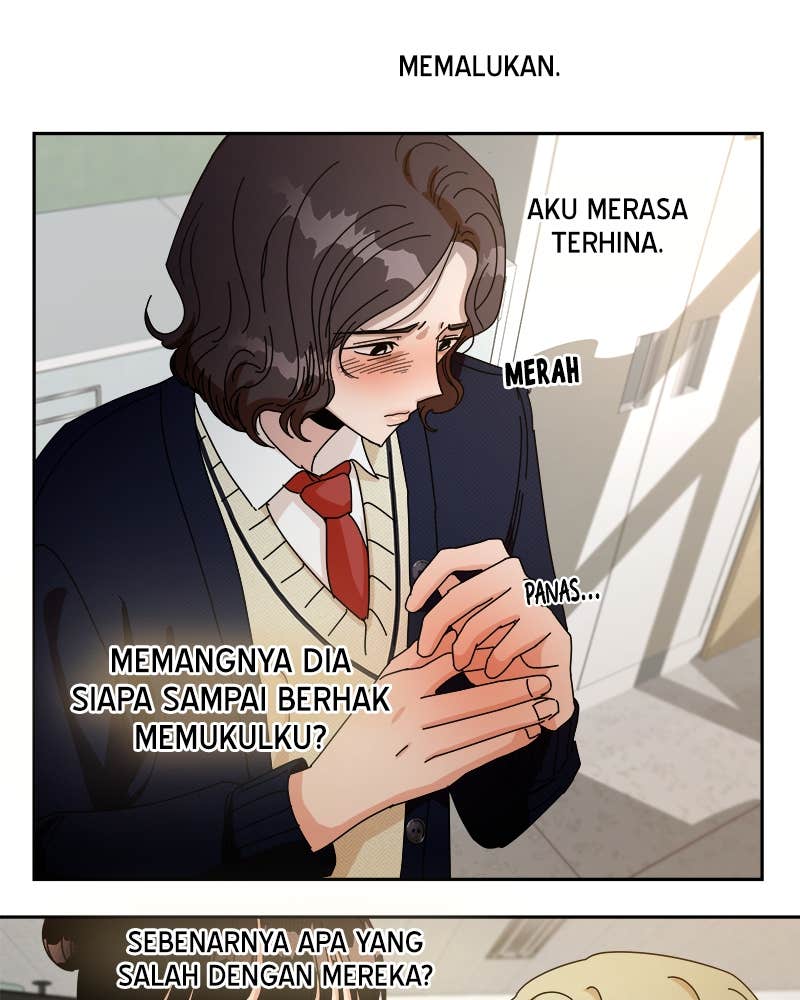 MEMALUKAN.
AKU MERASA
TERHINA.
MERAH
PANAS...
MEMANGNYA DIA
SIAPA SAMPAI BERHAK
MEMUKULKU?
SEBENARNYA APA YANG
SALAH DENGAN MEREKA?